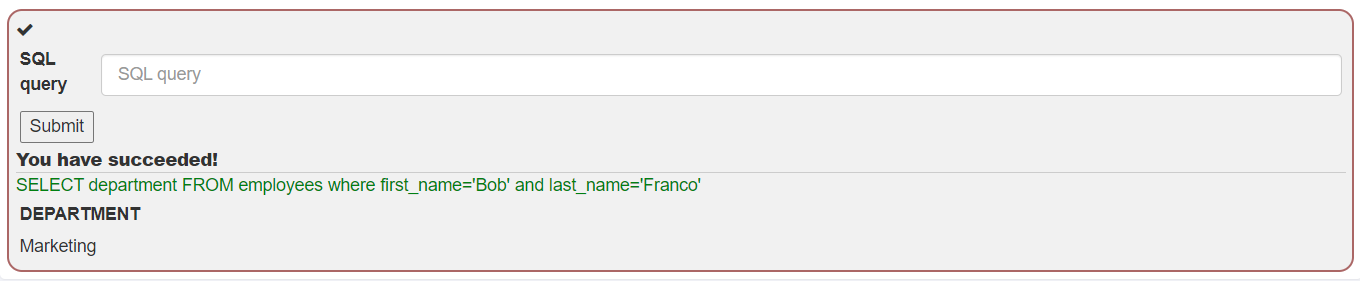 SQL
query
SQL query
Submit
You have succeeded!
SELECT department FROM employees where first_name='Bob' and last_name='Franco'
DEPARTMENT
Marketing